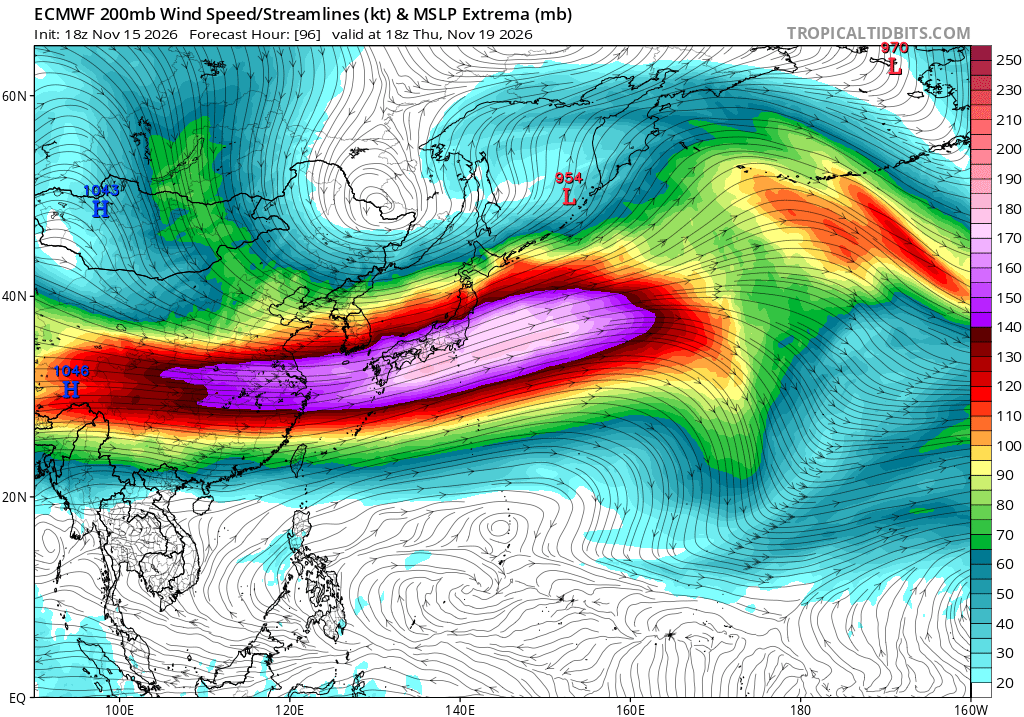 ECMWF 200mb Wind Speed/Streamlines (kt) & MSLP Extrema (mb)
Init: 18z Nov 15 2026 Forecast Hour: [96] valid at 18z Thu, Nov 19 2026
TROPICALTIDBITS.COM
970
L
250
60N
230
210
200
954
L
190
1043
H
180
170
160
40N
150
140
130
1046
H
120
110
100
90
20N
80
70
60
50
40
30
20
EQ
100E
120E
140E
160E
180
160W